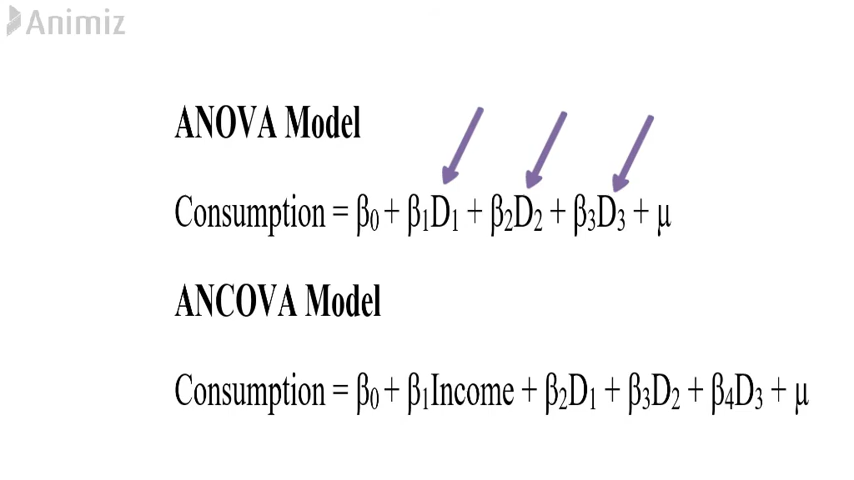 Animiz
ANOVA Model
Consumption = β₀ + β₁D₁ + β₂D₂ + β₃D₃ + μ
ANCOVA Model
Consumption = β₀ + β₁Income + β₂D₁ + β₃D₂ + β₄D₃ + μ